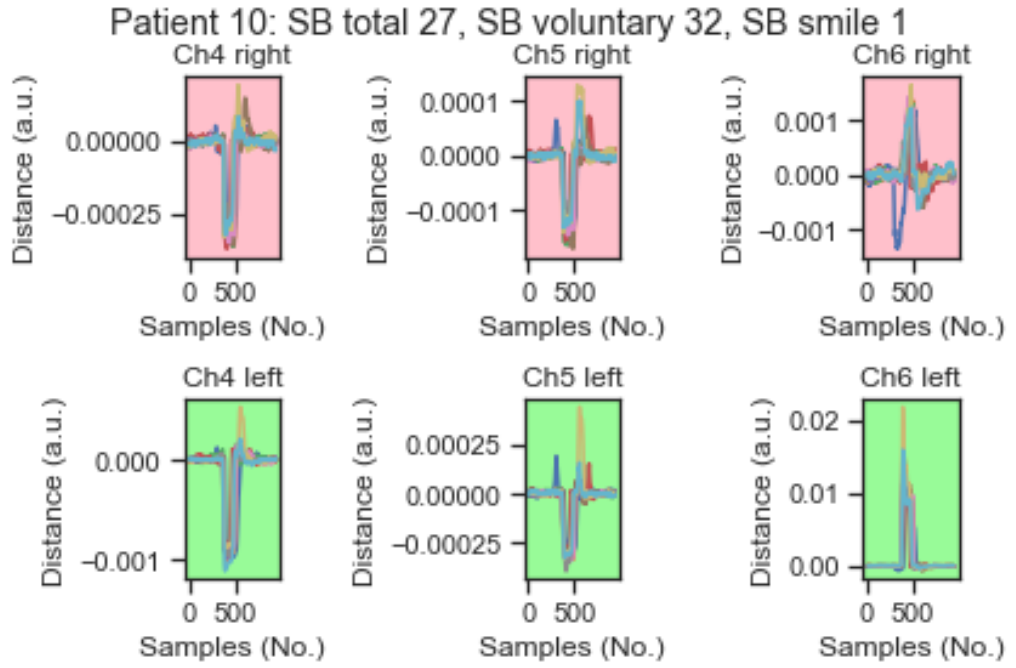 Patient 10: SB total 27, SB voluntary 32, SB smile 1
Ch4 right
Ch5 right
Ch6 right
Distance (a.u.)
0.00000
−0.00025
0 500
Samples (No.)
Distance (a.u.)
0.0001
0.0000
−0.0001
0 500
Samples (No.)
Distance (a.u.)
0.001
0.000
−0.001
0 500
Samples (No.)
Ch4 left
Ch5 left
Ch6 left
Distance (a.u.)
0.000
−0.001
0 500
Samples (No.)
Distance (a.u.)
0.00025
0.00000
−0.00025
0 500
Samples (No.)
Distance (a.u.)
0.02
0.01
0.00
0 500
Samples (No.)